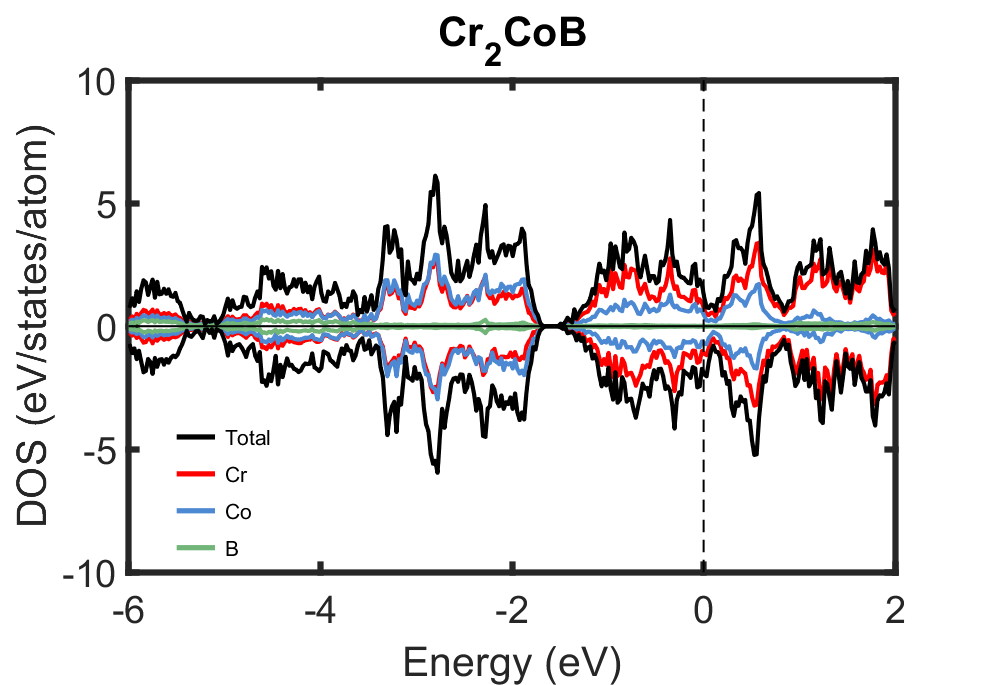 Cr2CoB
10
5
0
-5
-10
DOS (eV/states/atom)
Total
Cr
Co
B
-6 -4 -2 0 2
Energy (eV)